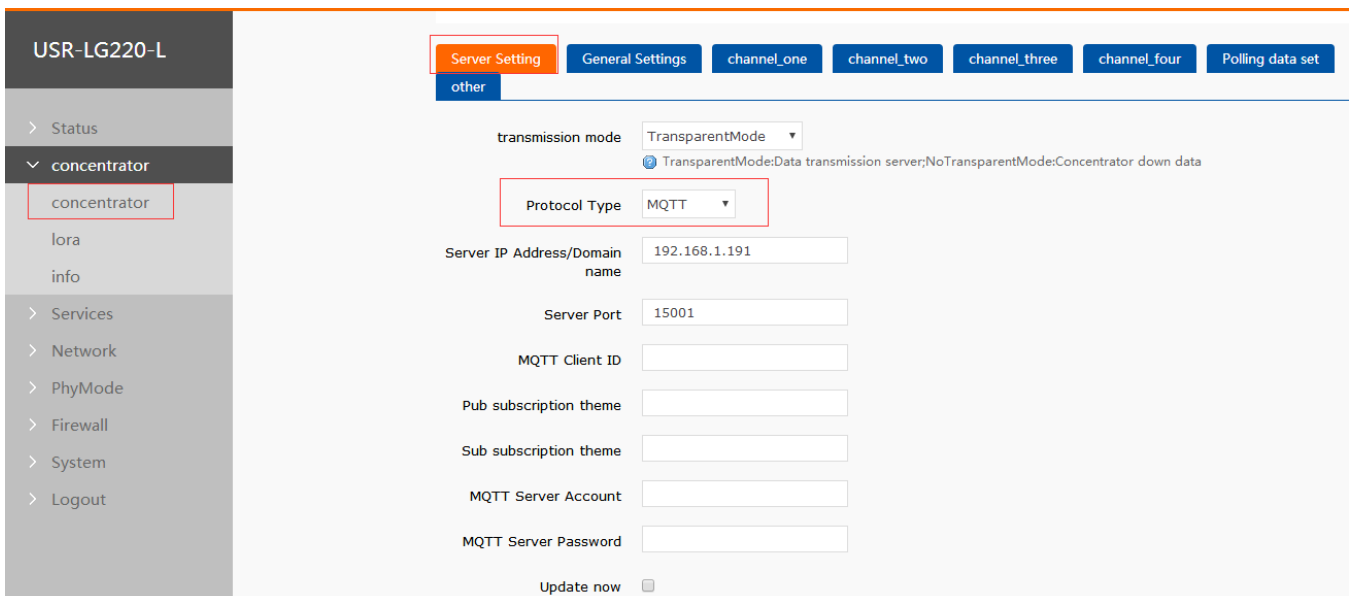 USR-LG220-L
Status
concentrator
concentrator
lora
info
Services
Network
PhyMode
Firewall
System
Logout
Server Setting General Settings channel_one channel_two channel_three channel_four Polling data set
other
transmission mode TransparentMode
TransparentMode:Data transmission server;NoTransparentMode:Concentrator down data
Protocol Type MQTT
Server IP Address/Domain name 192.168.1.191
Server Port 15001
MQTT Client ID
Pub subscription theme
Sub subscription theme
MQTT Server Account
MQTT Server Password
Update now